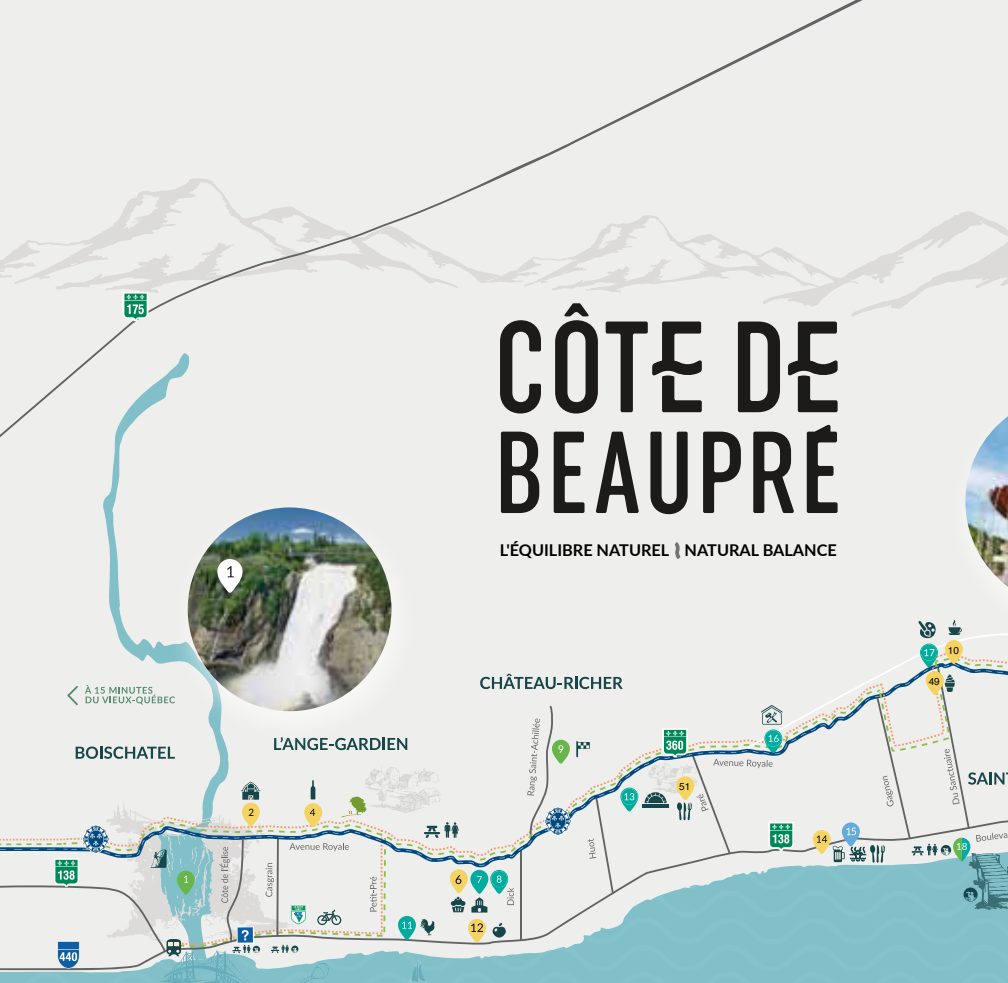 175
CÔTE DE
BEAUPRÉ
L'ÉQUILIBRE NATUREL NATURAL BALANCE
1
À 15 MINUTES
DU VIEUX-QUÉBEC
BOISCHATEL
L'ANGE-GARDIEN
CHÂTEAU-RICHER
SAINT
17
10
49
16
360
9
Rang Saint-Achillée
Avenue Royale
Gagnon
Du Sanctuaire
51
13
Paré
2
4
Avenue Royale
138
14
15
18
Bouleva
Huot
138
1
Côte de l'Église
Casgrain
Petit-Pré
6
7
8
Dick
11
12
?
440